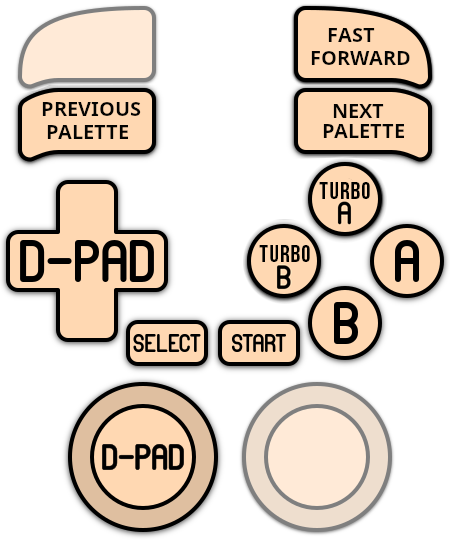 FAST
FORWARD
PREVIOUS
PALETTE
NEXT
PALETTE
TURBO
A
D-PAD
TURBO
B
A
B
SELECT
START
D-PAD